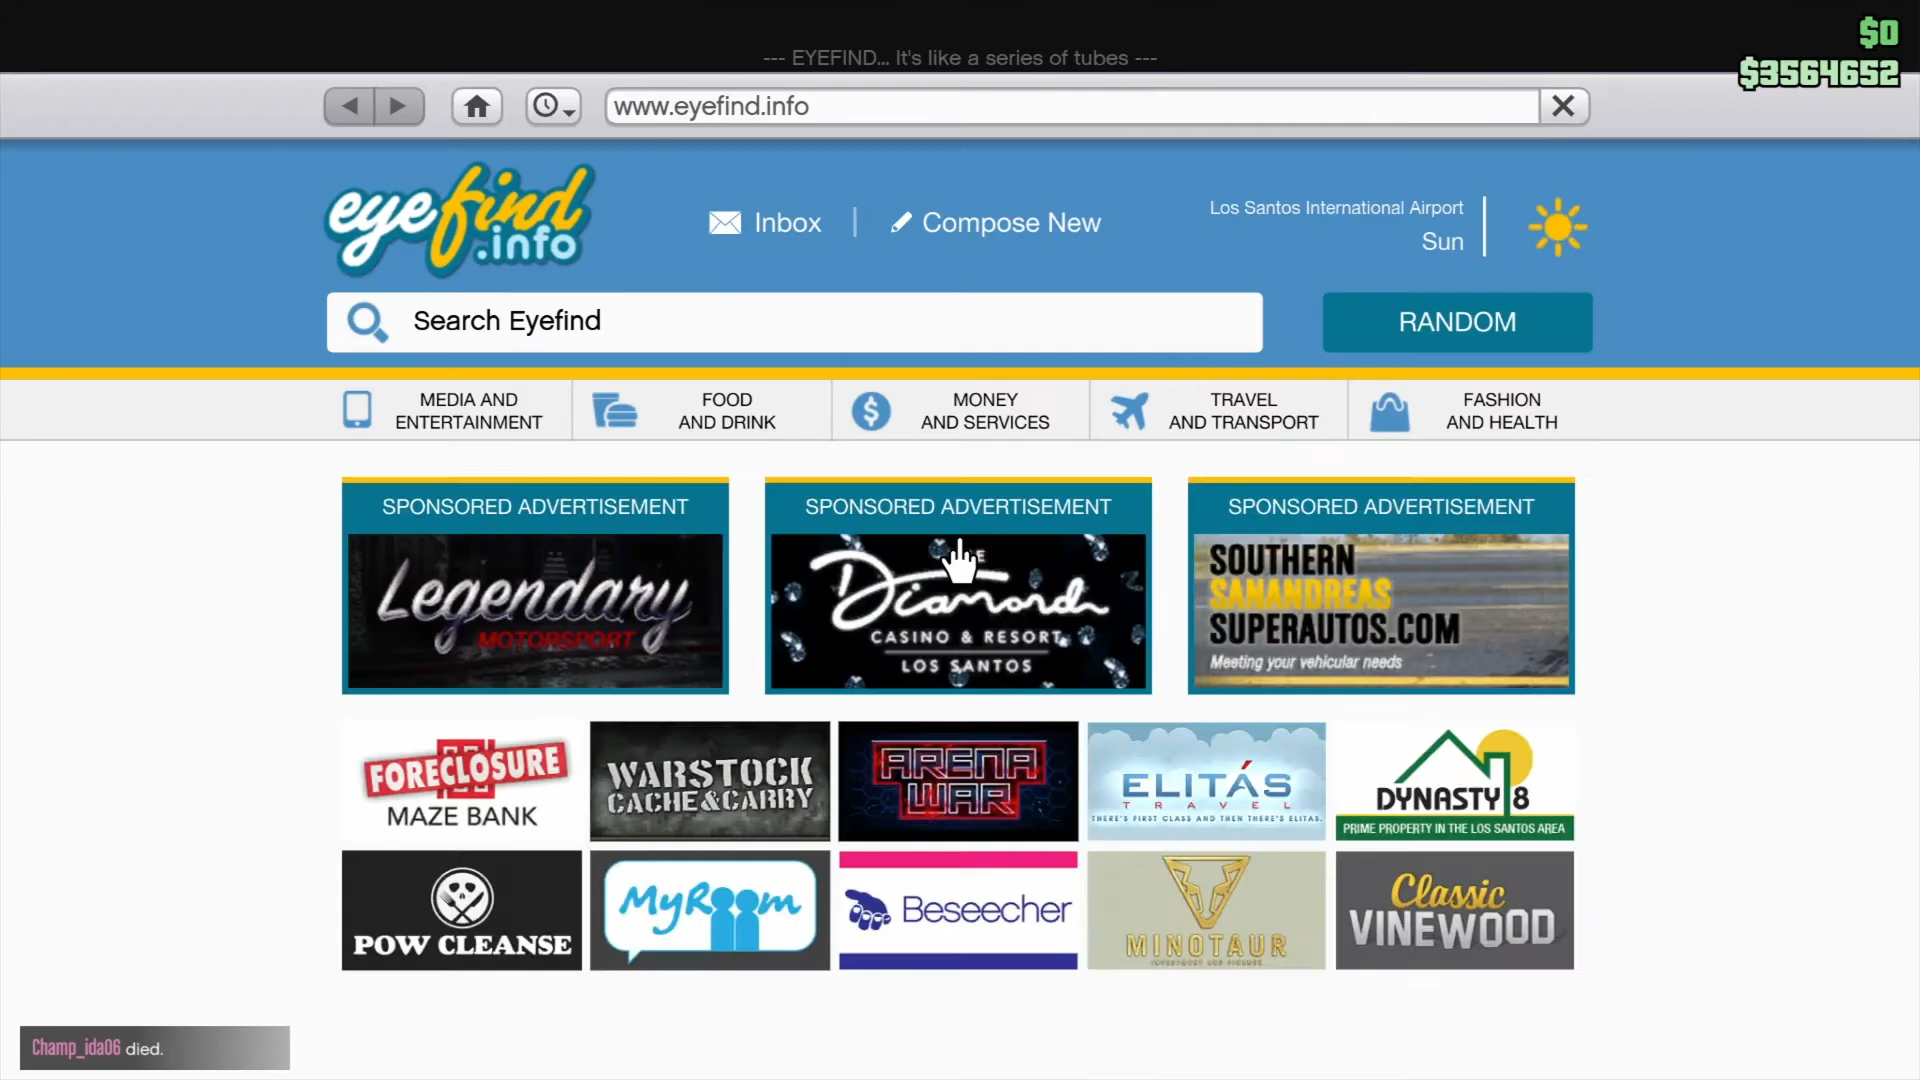 $0
--- EYEFIND... It's like a series of tubes ---
$3564652
www.eyefind.info
eyefind
.info
Inbox
Compose New
Los Santos International Airport
Sun
Search Eyefind
RANDOM
MEDIA AND
ENTERTAINMENT
FOOD
AND DRINK
MONEY
AND SERVICES
TRAVEL
AND TRANSPORT
FASHION
AND HEALTH
SPONSORED ADVERTISEMENT
Legendary
MOTORSPORT
SPONSORED ADVERTISEMENT
Diamond
CASINO & RESORT
LOS SANTOS
SPONSORED ADVERTISEMENT
SOUTHERN
SANANDREAS
SUPERAUTOS.COM
Meeting your vehicular needs
FORECLOSURE
MAZE BANK
WARSTOCK
CACHE&CARRY
ARENA
WAR
ELITÁS
TRAVEL
THERE'S FIRST CLASS AND THEN THERE'S ELITAS.
DYNASTY 8
PRIME PROPERTY IN THE LOS SANTOS AREA
POW CLEANSE
MyRoom
Beseecher
MINOTAUR
INVESTMENT AND FINANCE
Classic
VINEWOOD
Champ_ida06 died.